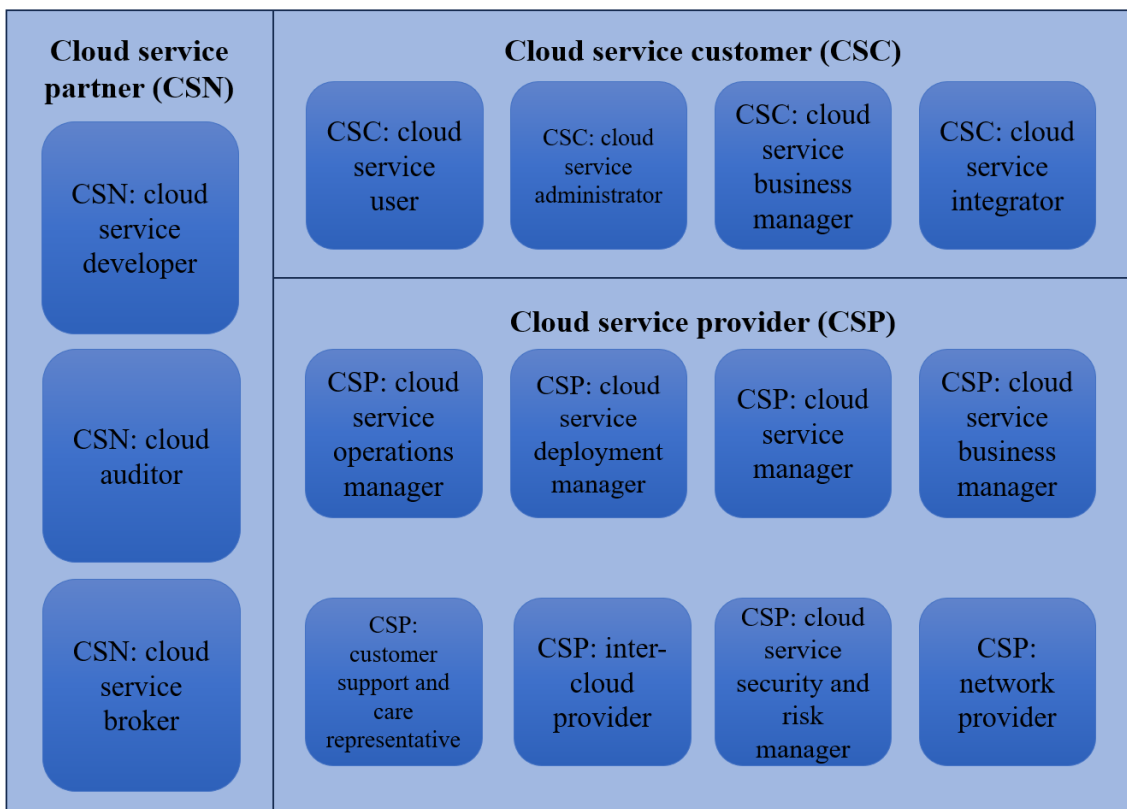 Cloud service
partner (CSN)
CSN: cloud
service
developer
CSN: cloud
auditor
CSN: cloud
service
broker
Cloud service customer (CSC)
CSC: cloud
service
user
CSC: cloud
service
administrator
CSC: cloud
service
business
manager
CSC: cloud
service
integrator
Cloud service provider (CSP)
CSP: cloud
service
operations
manager
CSP: cloud
service
deployment
manager
CSP: cloud
service
manager
CSP: cloud
service
business
manager
CSP:
customer
support and
care
representative
CSP: inter-
cloud
provider
CSP: cloud
service
security and
risk
manager
CSP:
network
provider